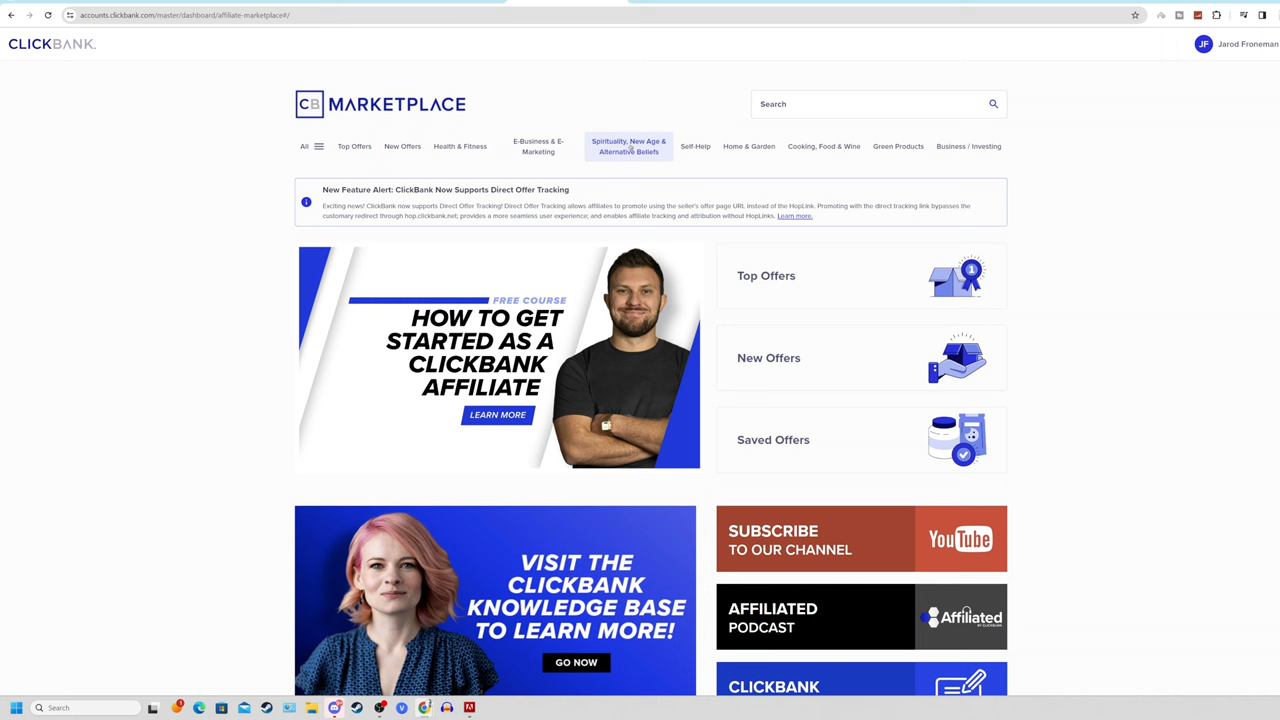 accounts.clickbank.com/master/dashboard/affiliate-marketplace#/
CLICKBANK.
JF Jarod Froneman
CB MARKETPLACE
Search
All
Top Offers
New Offers
Health & Fitness
E-Business & E-
Marketing
Spirituality, New Age &
Alternative Beliefs
Self-Help
Home & Garden
Cooking, Food & Wine
Green Products
Business / Investing
New Feature Alert: ClickBank Now Supports Direct Offer Tracking
Exciting news! ClickBank now supports Direct Offer Tracking! Direct Offer Tracking allows affiliates to promote using the seller's offer page URL instead of the HopLink. Promoting with the direct tracking link bypasses the
customary redirect through hop.clickbank.net; provides a more seamless user experience; and enables affiliate tracking and attribution without HopLinks. Learn more.
FREE COURSE
HOW TO GET
STARTED AS A
CLICKBANK
AFFILIATE
LEARN MORE
Top Offers
1
New Offers
Saved Offers
VISIT THE
CLICKBANK
KNOWLEDGE BASE
TO LEARN MORE!
GO NOW
SUBSCRIBE
TO OUR CHANNEL
YouTube
AFFILIATED
PODCAST
Affiliated
BY CLICKBANK
CLICKBANK
Search